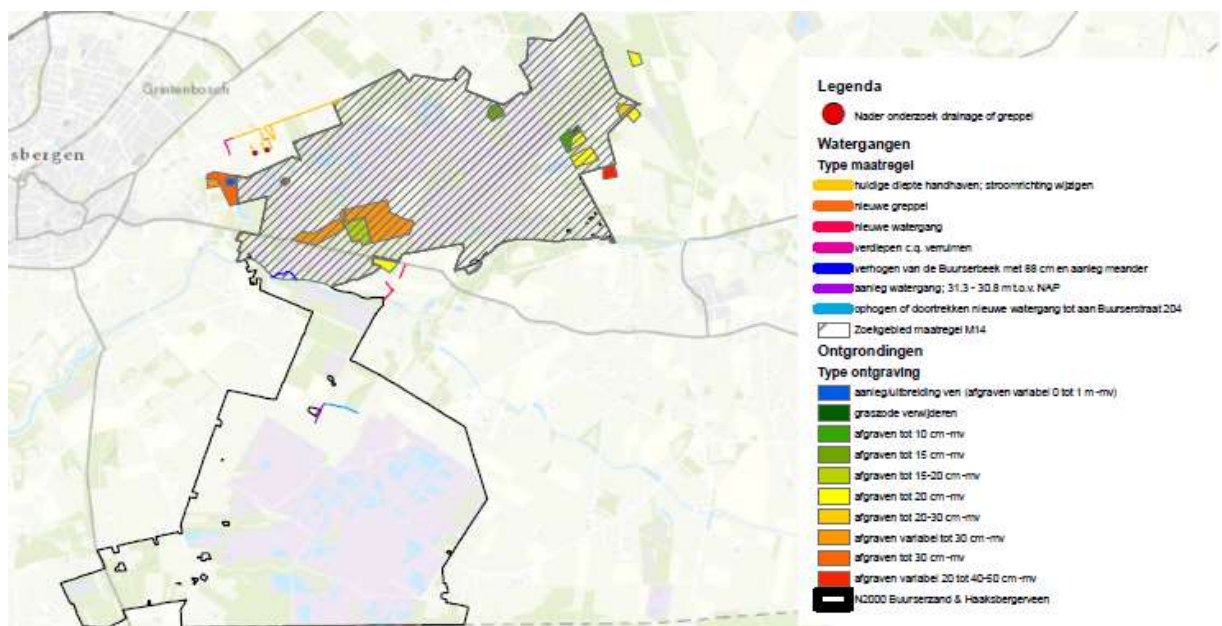 Grintenbosch
sbergen
Legenda
Nader onderzoek drainage of greppel
Watergangen
Type maatregel
huidige diepte handhaven; stroomrichting wijzigen
nieuwe greppel
nieuwe watergang
verdiepen c.q. verruimen
verhogen van de Buurserbeek met 88 cm en aanleg meander
aanleg watergang; 31.3 - 30.8 m t.o.v. NAP
ophogen of doortrekken nieuwe watergang tot aan Buurserstraat 204
Zoekgebied maatregel M14
Ontgrondingen
Type ontgraving
aanleg/uitbreiding ven (afgraven variabel 0 tot 1 m -mv)
graszode verwijderen
afgraven tot 10 cm -mv
afgraven tot 15 cm -mv
afgraven tot 15-20 cm -mv
afgraven tot 20 cm -mv
afgraven tot 20-30 cm -mv
afgraven variabel tot 30 cm -mv
afgraven tot 30 cm -mv
afgraven variabel 20 tot 40-50 cm -mv
N2000 Buurserzand & Haaksbergerveen